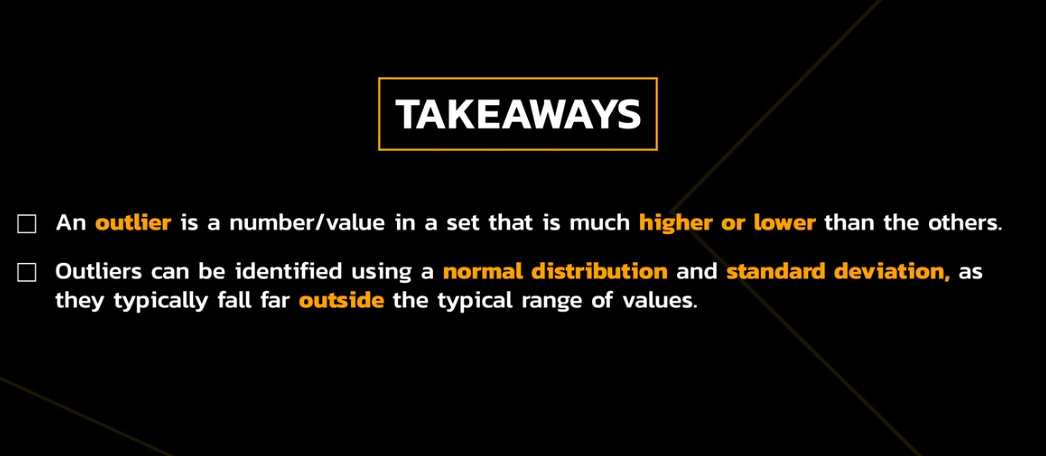 TAKEAWAYS
An outlier is a number/value in a set that is much higher or lower than the others.
Outliers can be identified using a normal distribution and standard deviation, as
they typically fall far outside the typical range of values.